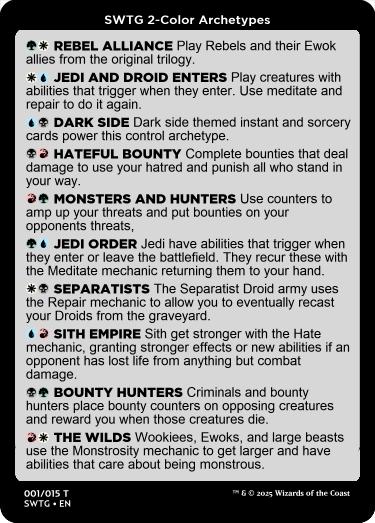 SWTG 2-Color Archetypes
REBEL ALLIANCE Play Rebels and their Ewok
allies from the original trilogy.
JEDI AND DROID ENTERS Play creatures with
abilities that trigger when they enter. Use meditate and
repair to do it again.
DARK SIDE Dark side themed instant and sorcery
cards power this control archetype.
HATEFUL BOUNTY Complete bounties that deal
damage to use your hatred and punish all who stand in
your way.
MONSTERS AND HUNTERS Use counters to
amp up your threats and put bounties on your
opponents threats,
JEDI ORDER Jedi have abilities that trigger when
they enter or leave the battlefield. They recur these with
the Meditate mechanic returning them to your hand.
SEPARATISTS The Separatist Droid army uses
the Repair mechanic to allow you to eventually recast
your Droids from the graveyard.
SITH EMPIRE Sith get stronger with the Hate
mechanic, granting stronger effects or new abilities if an
opponent has lost life from anything but combat
damage.
BOUNTY HUNTERS Criminals and bounty
hunters place bounty counters on opposing creatures
and reward you when those creatures die.
THE WILDS Wookiees, Ewoks, and large beasts
use the Monstrosity mechanic to get larger and have
abilities that care about being monstrous.
001/015 T
SWTG • EN
™ & © 2025 Wizards of the Coast